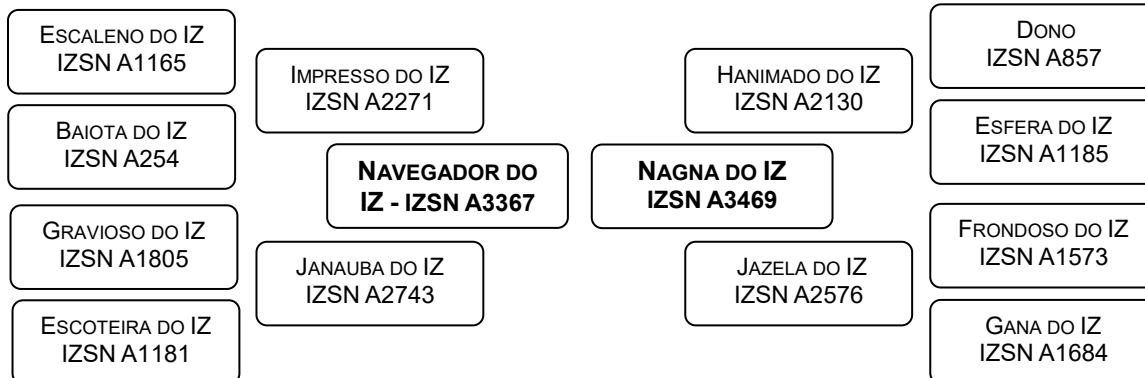 Escaleno do IZ
IZSN A1165
Baiota do IZ
IZSN A254
Gravioso do IZ
IZSN A1805
Escoteira do IZ
IZSN A1181
Impresso do IZ
IZSN A2271
Janauba do IZ
IZSN A2743
Navegador do
IZ - IZSN A3367
Nagna do IZ
IZSN A3469
Hanimado do IZ
IZSN A2130
Jazela do IZ
IZSN A2576
Dono
IZSN A857
Esfera do IZ
IZSN A1185
Frondoso do IZ
IZSN A1573
Gana do IZ
IZSN A1684